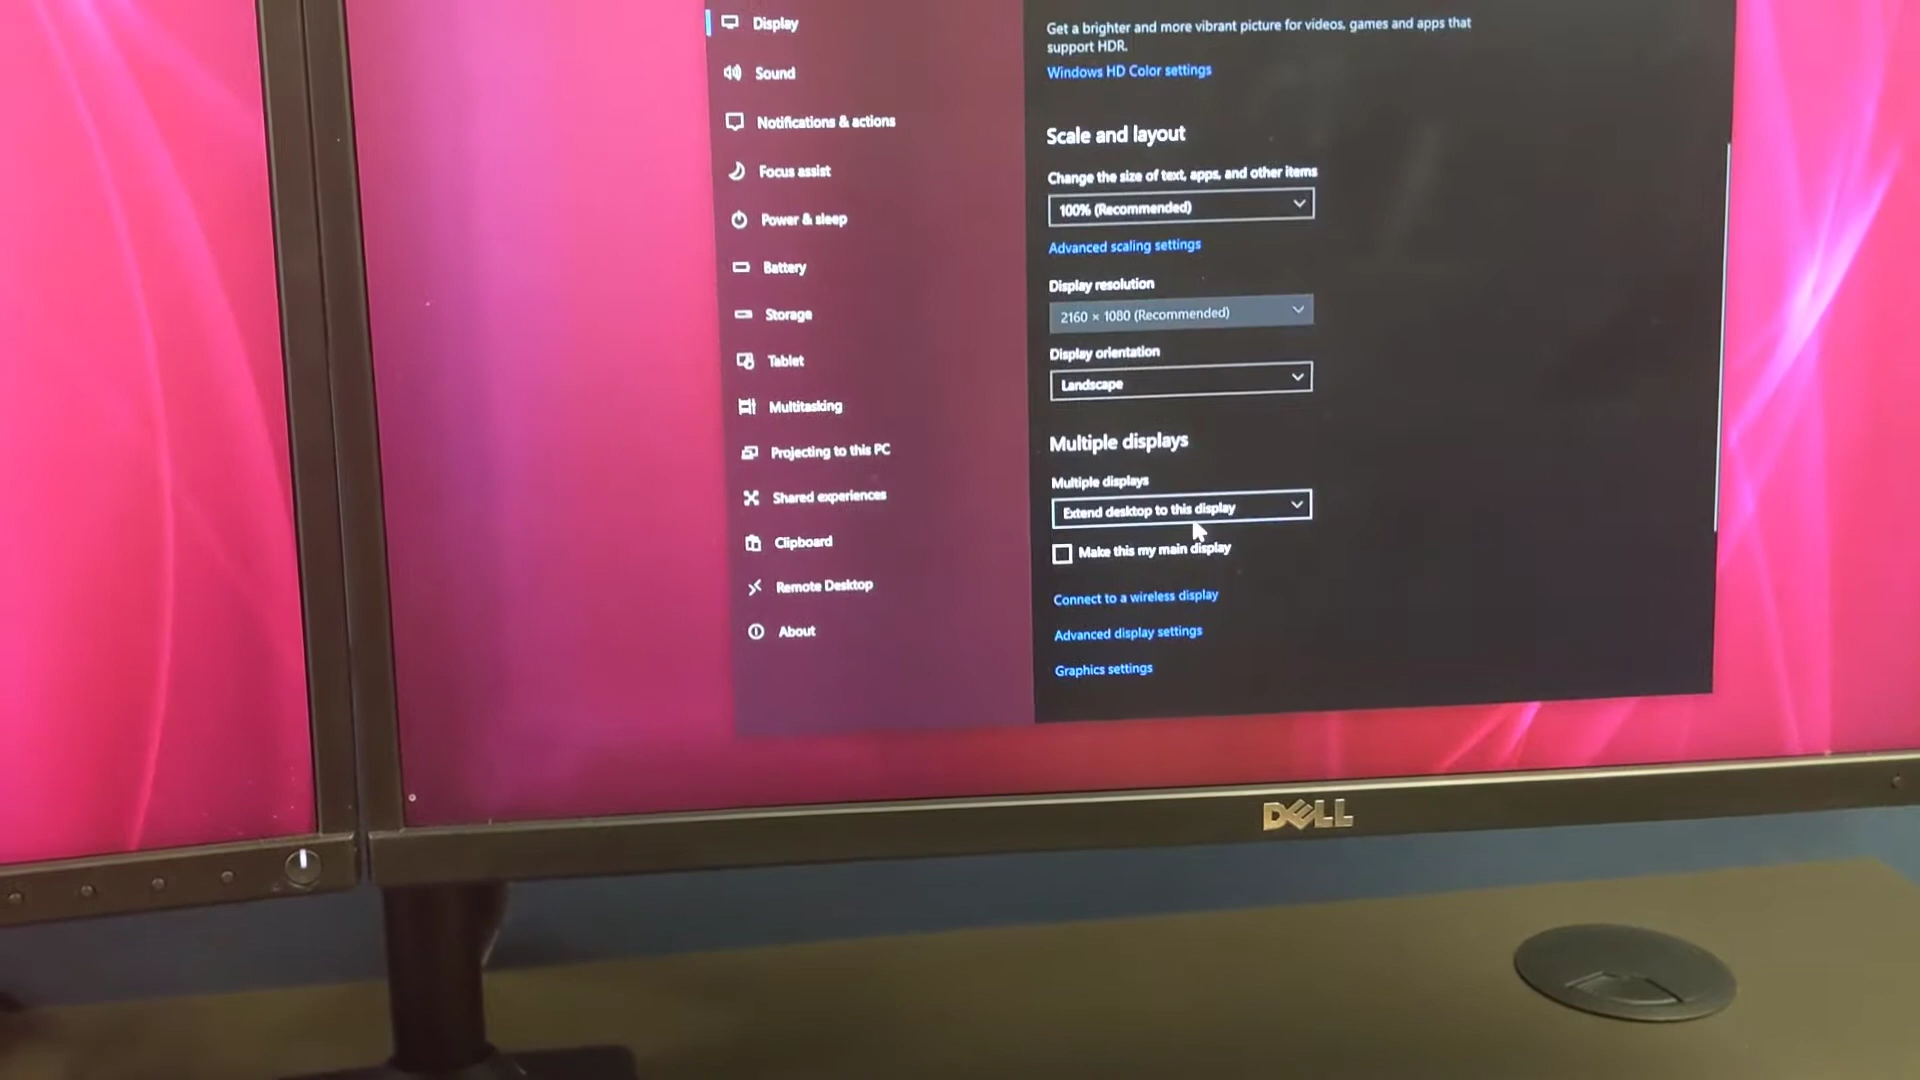 Display
Sound
Notifications & actions
Focus assist
Power & sleep
Battery
Storage
Tablet
Multitasking
Projecting to this PC
Shared experiences
Clipboard
Remote Desktop
About
Get a brighter and more vibrant picture for videos, games and apps that
support HDR.
Windows HD Color settings
Scale and layout
Change the size of text, apps, and other items
100% (Recommended)
Advanced scaling settings
Display resolution
2160 × 1080 (Recommended)
Display orientation
Landscape
Multiple displays
Multiple displays
Extend desktop to this display
Make this my main display
Connect to a wireless display
Advanced display settings
Graphics settings
DELL